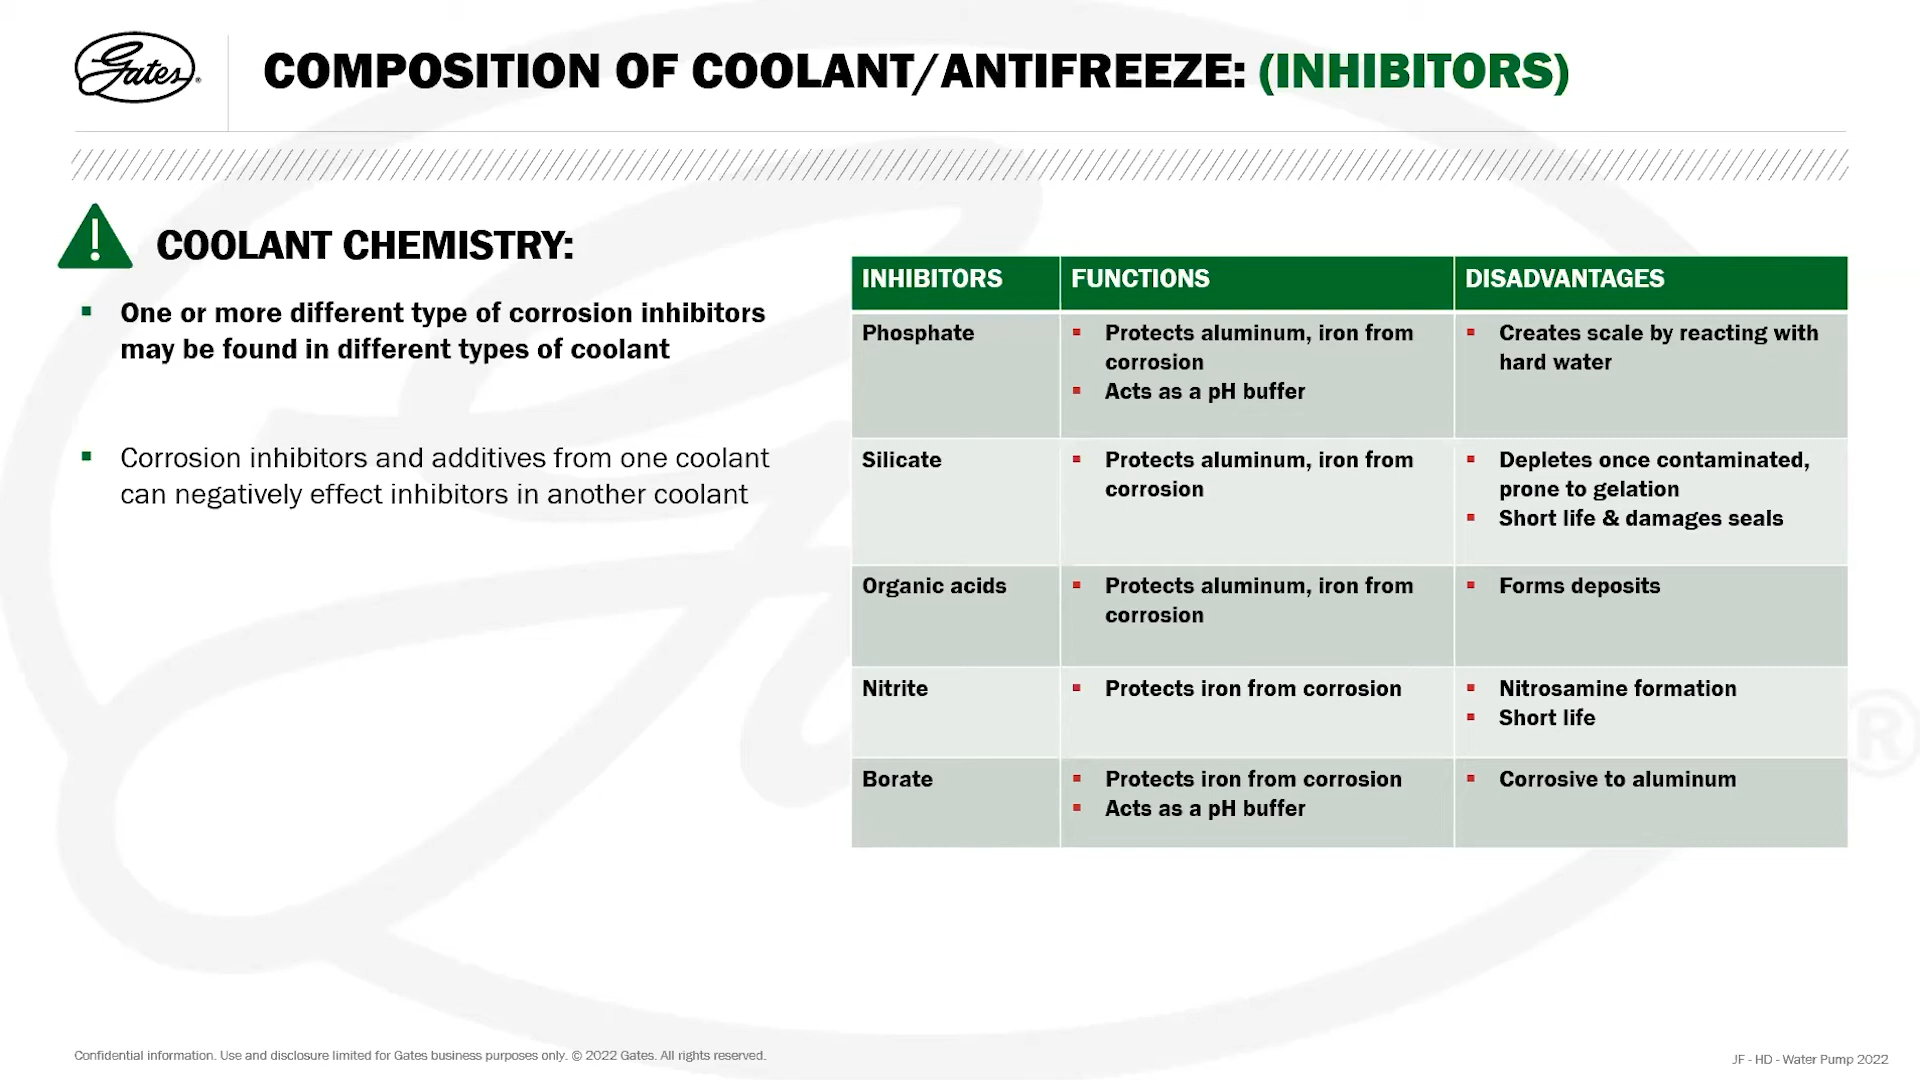 Gates
COMPOSITION OF COOLANT/ANTIFREEZE: (INHIBITORS)
COOLANT CHEMISTRY:
One or more different type of corrosion inhibitors
may be found in different types of coolant
Corrosion inhibitors and additives from one coolant
can negatively effect inhibitors in another coolant
INHIBITORS FUNCTIONS DISADVANTAGES
Phosphate
Protects aluminum, iron from
corrosion
Acts as a pH buffer
Creates scale by reacting with
hard water
Silicate
Protects aluminum, iron from
corrosion
Depletes once contaminated,
prone to gelation
Short life & damages seals
Organic acids
Protects aluminum, iron from
corrosion
Forms deposits
Nitrite
Protects iron from corrosion
Nitrosamine formation
Short life
Borate
Protects iron from corrosion
Acts as a pH buffer
Corrosive to aluminum
®
Confidential information. Use and disclosure limited for Gates business purposes only. © 2022 Gates. All rights reserved.
JF - HD - Water Pump 2022